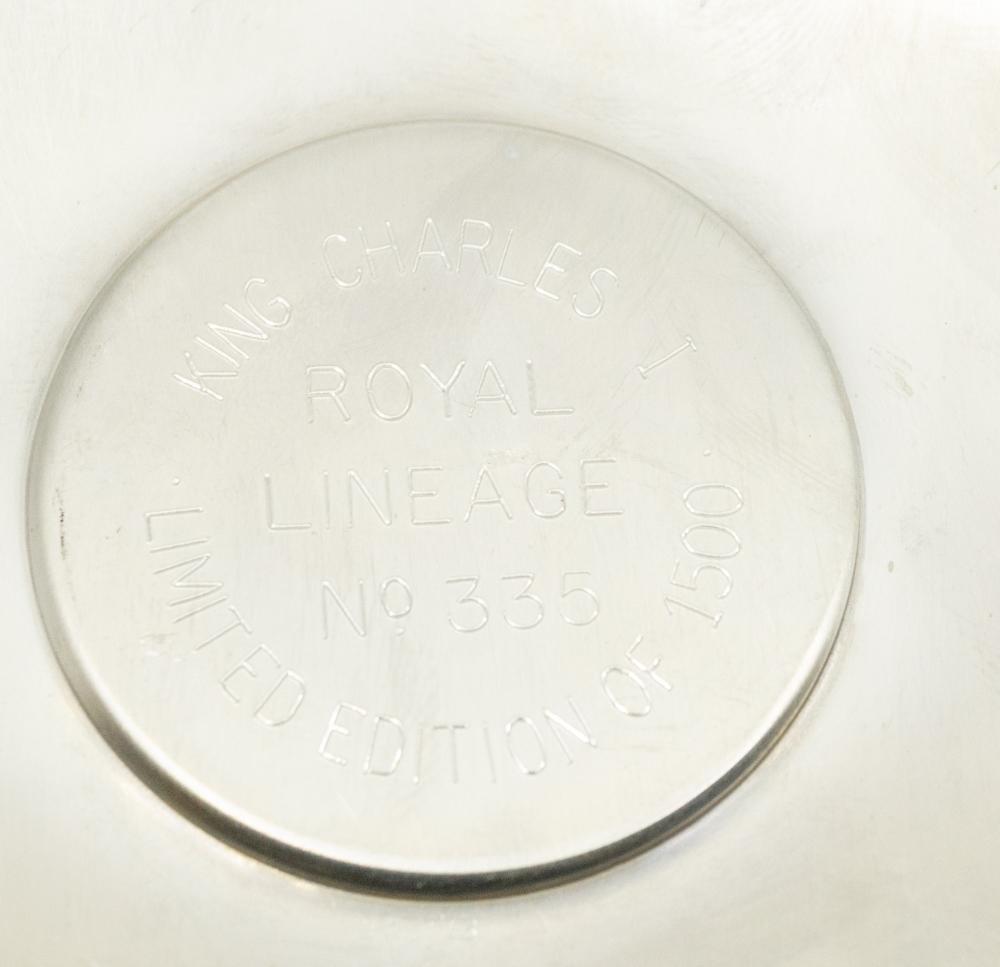 KING CHARLES I
ROYAL
LINEAGE
Nº 335
· LIMITED EDITION OF 1500 ·